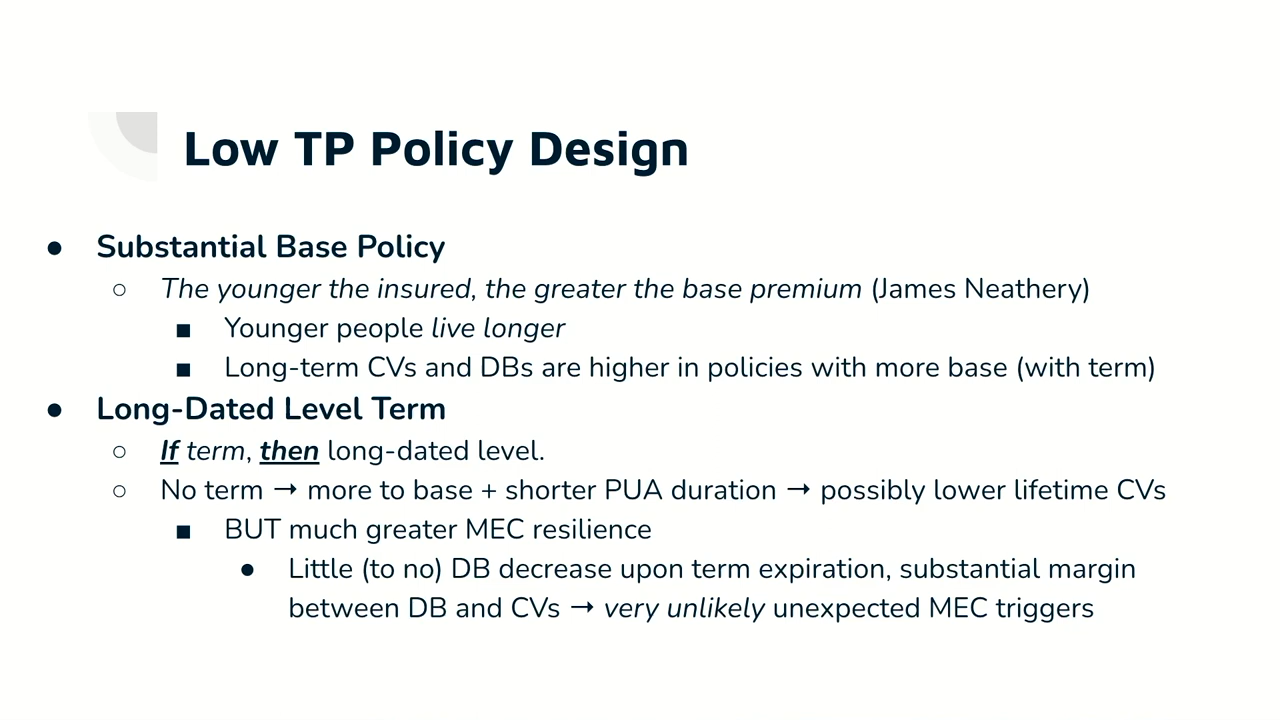 Low TP Policy Design
● Substantial Base Policy
○ The younger the insured, the greater the base premium (James Neathery)
■ Younger people live longer
■ Long-term CVs and DBs are higher in policies with more base (with term)
● Long-Dated Level Term
○ If term, then long-dated level.
○ No term → more to base + shorter PUA duration → possibly lower lifetime CVs
■ BUT much greater MEC resilience
● Little (to no) DB decrease upon term expiration, substantial margin
between DB and CVs → very unlikely unexpected MEC triggers